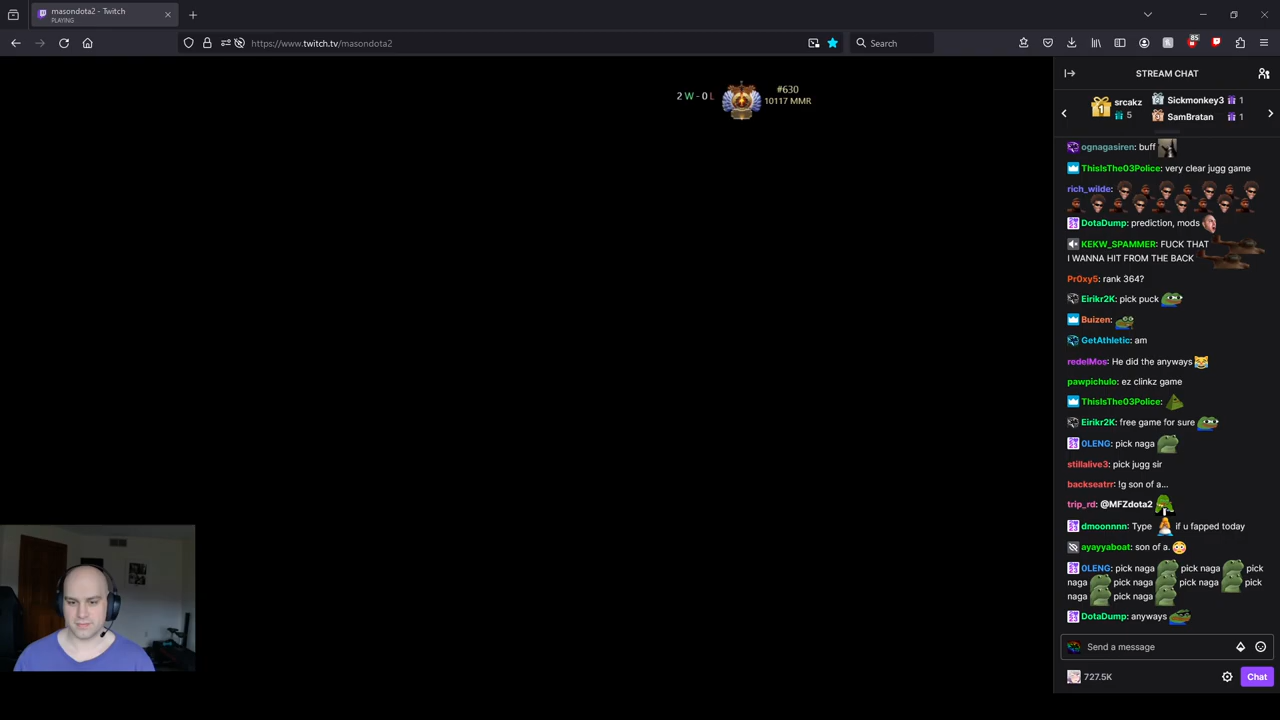 masondota2 - Twitch
PLAYING
https://www.twitch.tv/masondota2
Search
85
2 W - 0 L
#630
10117 MMR
STREAM CHAT
1
srcakz
5
2
Sickmonkey3
1
3
SamBratan
1
ognagasiren: buff
ThisIsThe03Police: very clear jugg game
rich_wilde:
DotaDump: prediction, mods
KEKW_SPAMMER: FUCK THAT
I WANNA HIT FROM THE BACK
Pr0xy5: rank 364?
Eirikr2K: pick puck
Buizen:
GetAthletic: am
redelMos: He did the anyways
pawpichulo: ez clinkz game
ThisIsThe03Police:
Eirikr2K: free game for sure
0LENG: pick naga
stillalive3: pick jugg sir
backseatrr: !g son of a...
trip_rd: @MFZdota2
dmoonnnn: Type if u fapped today
ayayyaboat: son of a.
0LENG: pick naga pick naga pick
naga pick naga pick naga pick
naga pick naga
DotaDump: anyways
Send a message
727.5K
Chat